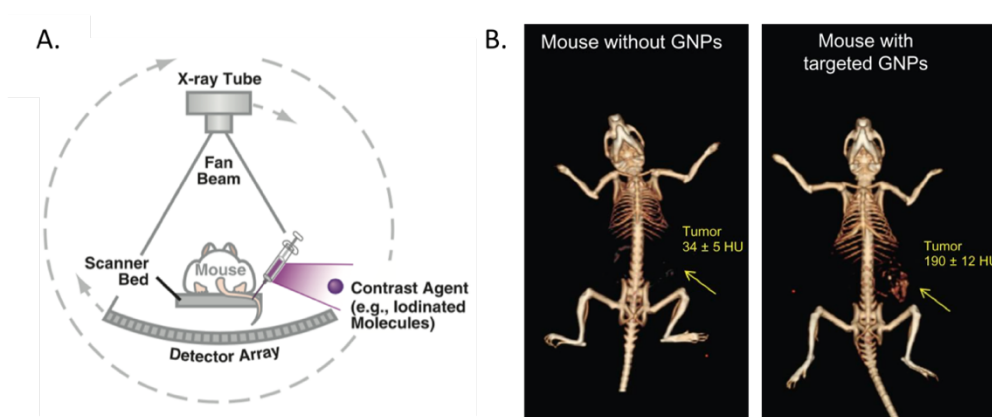 A.
X-ray Tube
Fan
Beam
Mouse
Scanner
Bed
Contrast Agent
(e.g., Iodinated
Molecules)
Detector Array
B.
Mouse without GNPs
Tumor
34 ± 5 HU
Mouse with
targeted GNPs
Tumor
190 ± 12 HU